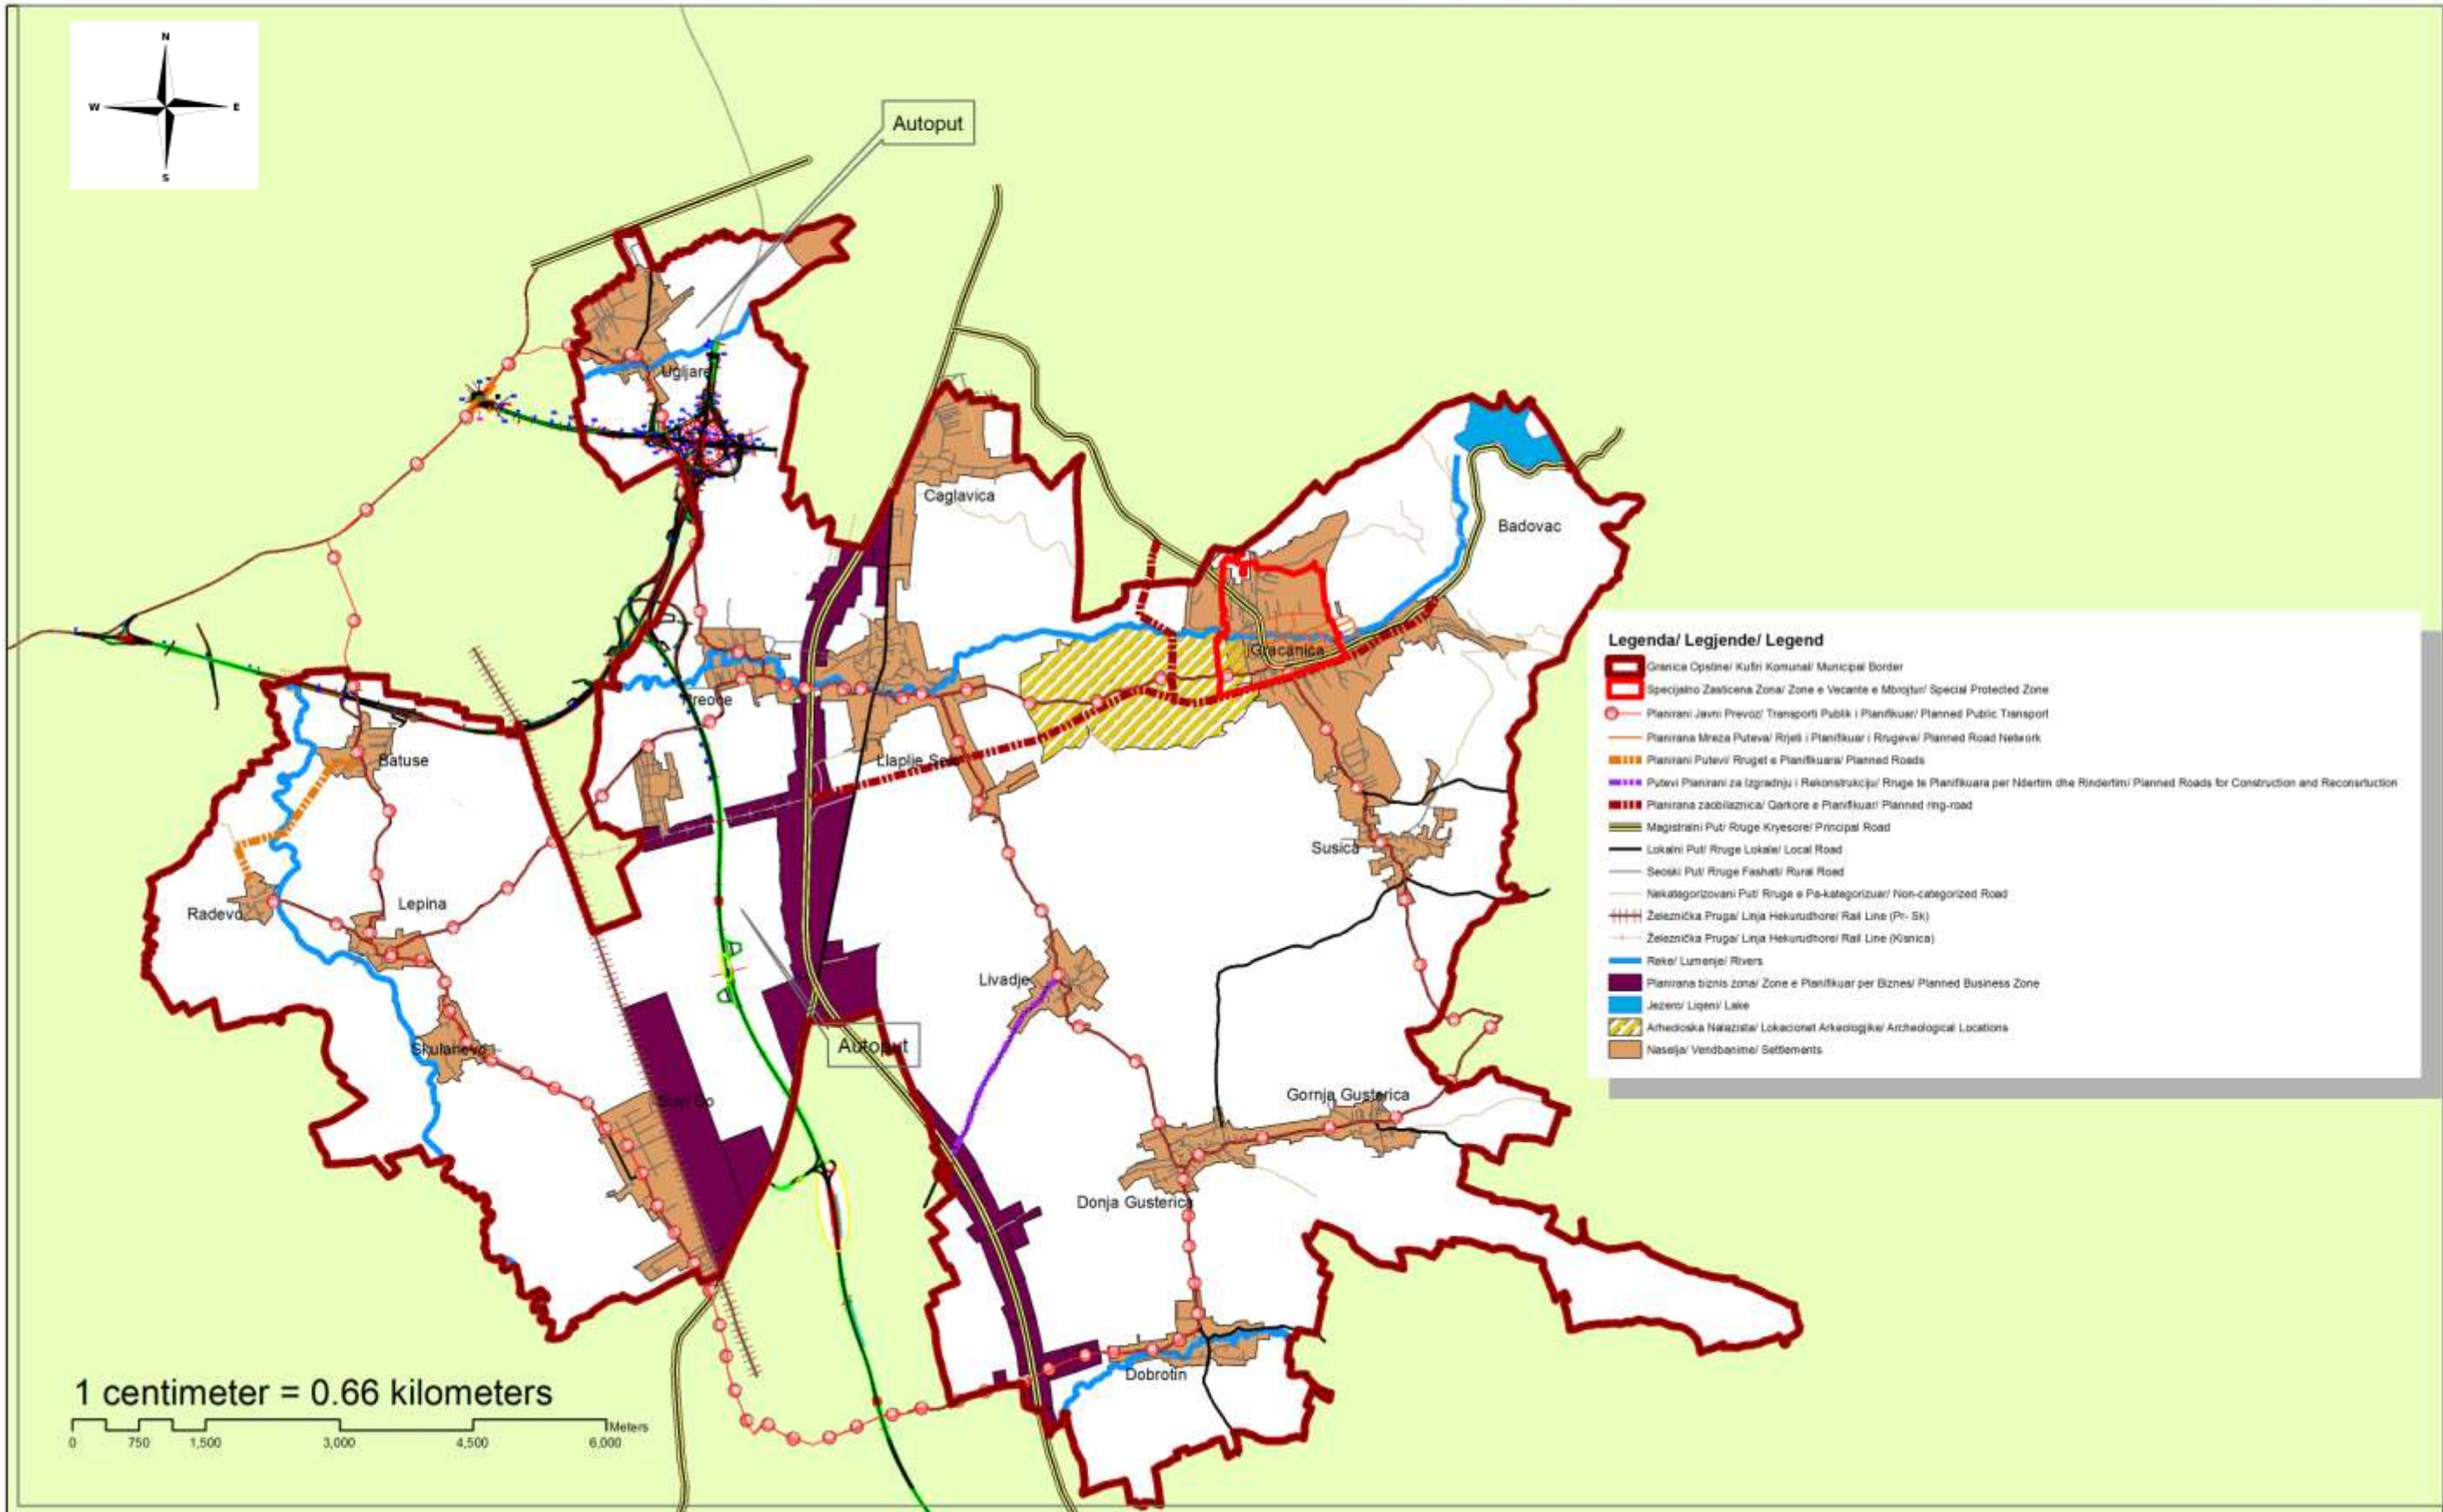 N
W
E
S
Autoput
Ugljare
Caglavica
Badovac
Gracanica
Preoce
Batuse
Llaplje Selo
Susica
Radevo
Lepina
Livadje
Skulanevo
Autoput
Gornja Gusterica
Donja Gusterica
Dobrotin
1 centimeter = 0.66 kilometers
Meters
0 750 1,500 3,000 4,500 6,000
Legenda/ Legjende/ Legend
Granica Opstine/ Kufiri Komunal/ Municipal Border
Specijalno Zasticena Zona/ Zone e Vecante e Mbrojtur/ Special Protected Zone
Planirani Javni Prevoz/ Transporti Publik i Planifikuar/ Planned Public Transport
Planirana Mreza Puteva/ Rrjeti i Planifikuar i Rrugeve/ Planned Road Network
Planirani Putevi/ Rruget e Planifikuara/ Planned Roads
Putevi Planirani za Izgradnju i Rekonstrukciju/ Rruge te Planifikuara per Ndertim dhe Rindertim/ Planned Roads for Construction and Reconsrtuction
Planirana zaobilaznica/ Qarkore e Planifikuar/ Planned ring-road
Magistralni Put/ Rruge Kryesore/ Principal Road
Lokalni Put/ Rruge Lokale/ Local Road
Seoski Put/ Rruge Fashati/ Rural Road
Nekategorizovani Put/ Rruge e Pa-kategorizuar/ Non-categorized Road
Železnička Pruga/ Linja Hekurudhore/ Rail Line (Pr- Sk)
Železnička Pruga/ Linja Hekurudhore/ Rail Line (Kisnica)
Reke/ Lumenje/ Rivers
Planirana biznis zona/ Zone e Planifikuar per Biznes/ Planned Business Zone
Jezero/ Liqeni/ Lake
Arheoloska Nalazista/ Lokacionet Arkeologjike/ Archeological Locations
Naselja/ Vendbanime/ Settlements